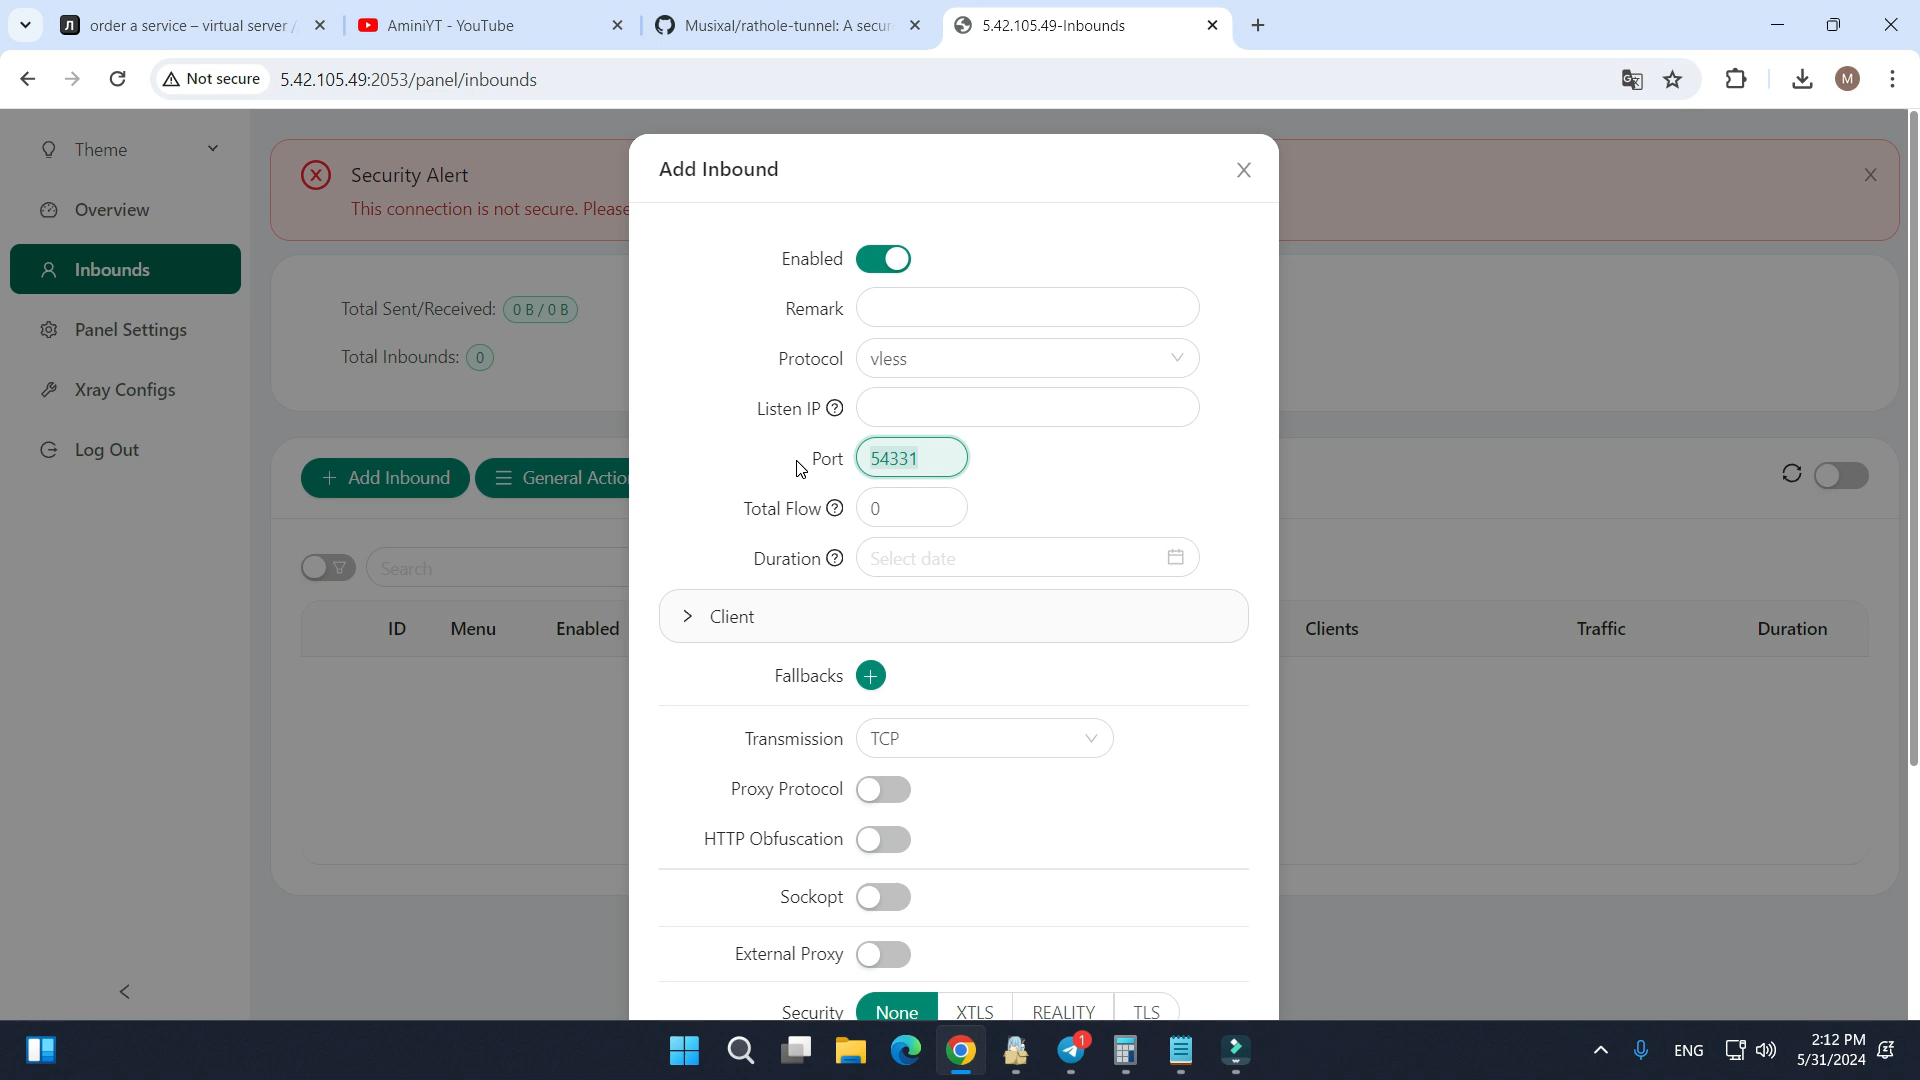 order a service – virtual server /
AminiYT - YouTube
Musixal/rathole-tunnel: A secur
5.42.105.49-Inbounds
Not secure
5.42.105.49:2053/panel/inbounds
M
Theme
Overview
Inbounds
Panel Settings
Xray Configs
Log Out
Security Alert
This connection is not secure. Please
Total Sent/Received: 0 B / 0 B
Total Inbounds: 0
+ Add Inbound
General Actio
Search
ID
Menu
Enabled
Clients
Traffic
Duration
Add Inbound
Enabled
Remark
Protocol vless
Listen IP
Port 54331
Total Flow 0
Duration Select date
Client
Fallbacks
Transmission TCP
Proxy Protocol
HTTP Obfuscation
Sockopt
External Proxy
Security None XTLS REALITY TLS
1
ENG
2:12 PM
5/31/2024